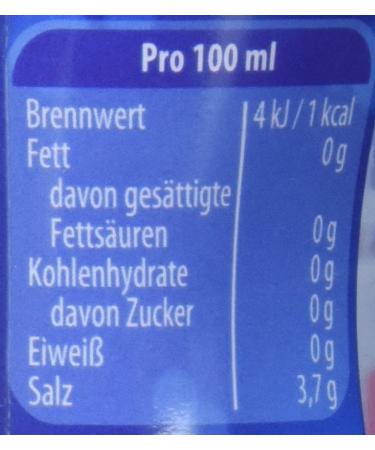 Pro 100 ml
Brennwert 4 kJ / 1 kcal
Fett 0 g
davon gesättigte
Fettsäuren 0 g
Kohlenhydrate 0 g
davon Zucker 0 g
Eiweiß 0 g
Salz 3,7 g